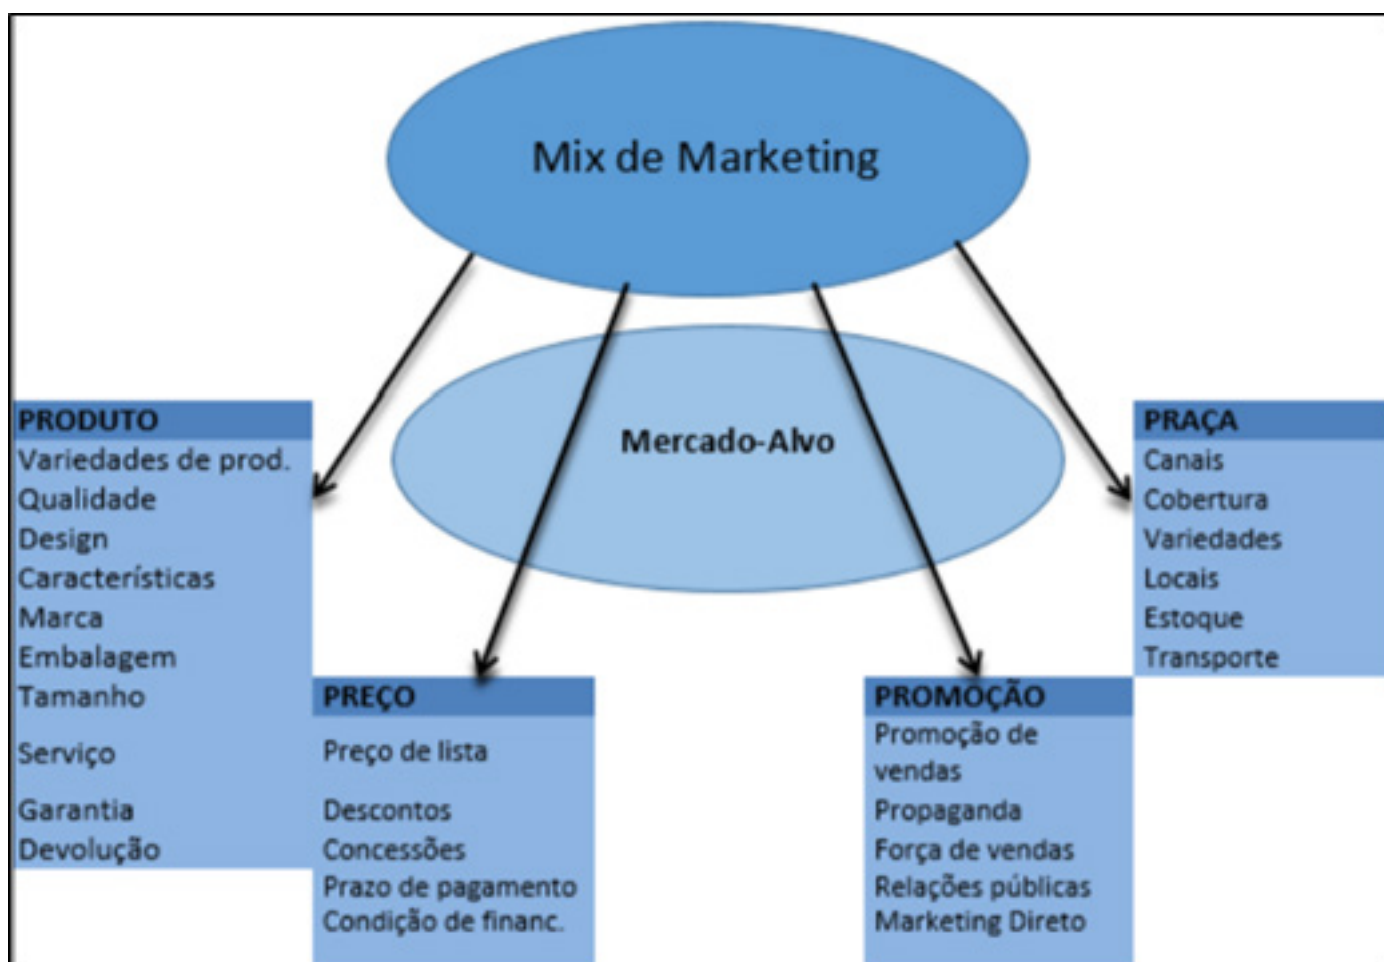 Mix de Marketing
Mercado-Alvo
PRODUTO
Variedades de prod.
Qualidade
Design
Características
Marca
Embalagem
Tamanho
Serviço
Garantia
Devolução
PREÇO
Preço de lista
Descontos
Concessões
Prazo de pagamento
Condição de financ.
PROMOÇÃO
Promoção de
vendas
Propaganda
Força de vendas
Relações públicas
Marketing Direto
PRAÇA
Canais
Cobertura
Variedades
Locais
Estoque
Transporte